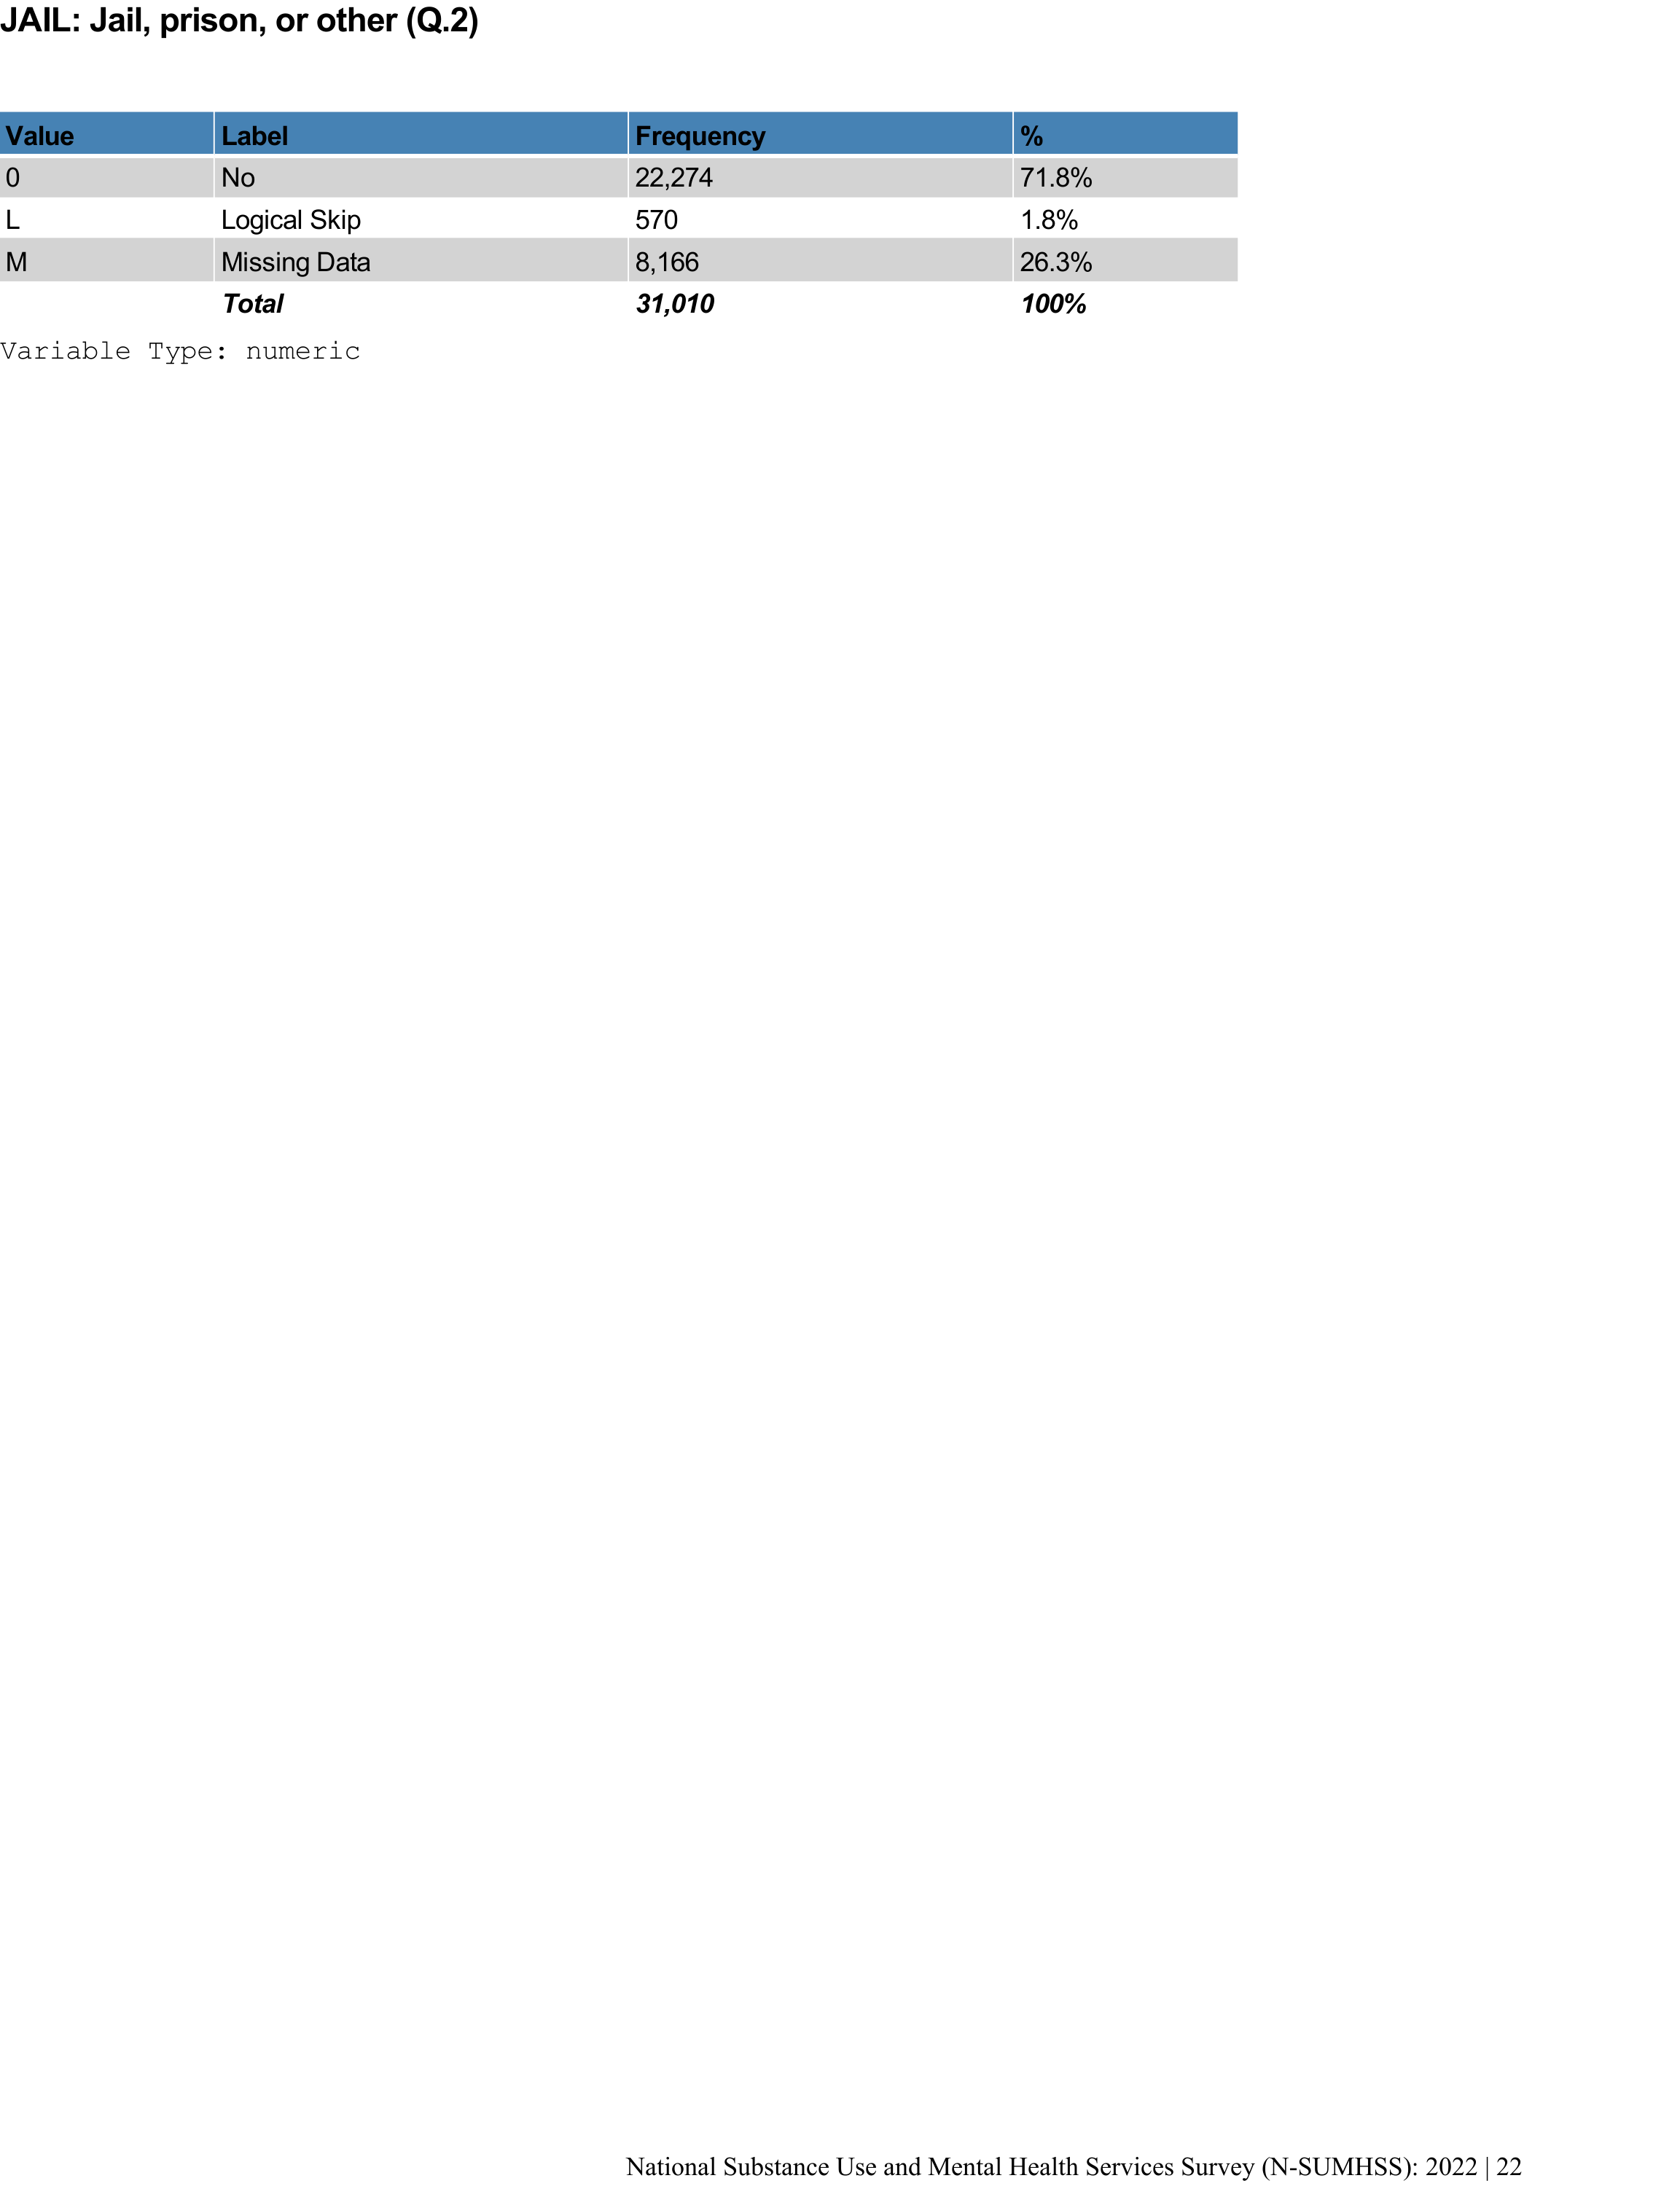 JAIL: Jail, prison, or other (Q.2)
Value Label Frequency %
0 No 22,274 71.8%
L Logical Skip 570 1.8%
M Missing Data 8,166 26.3%
Total 31,010 100%
Variable Type: numeric
National Substance Use and Mental Health Services Survey (N-SUMHSS): 2022 | 22